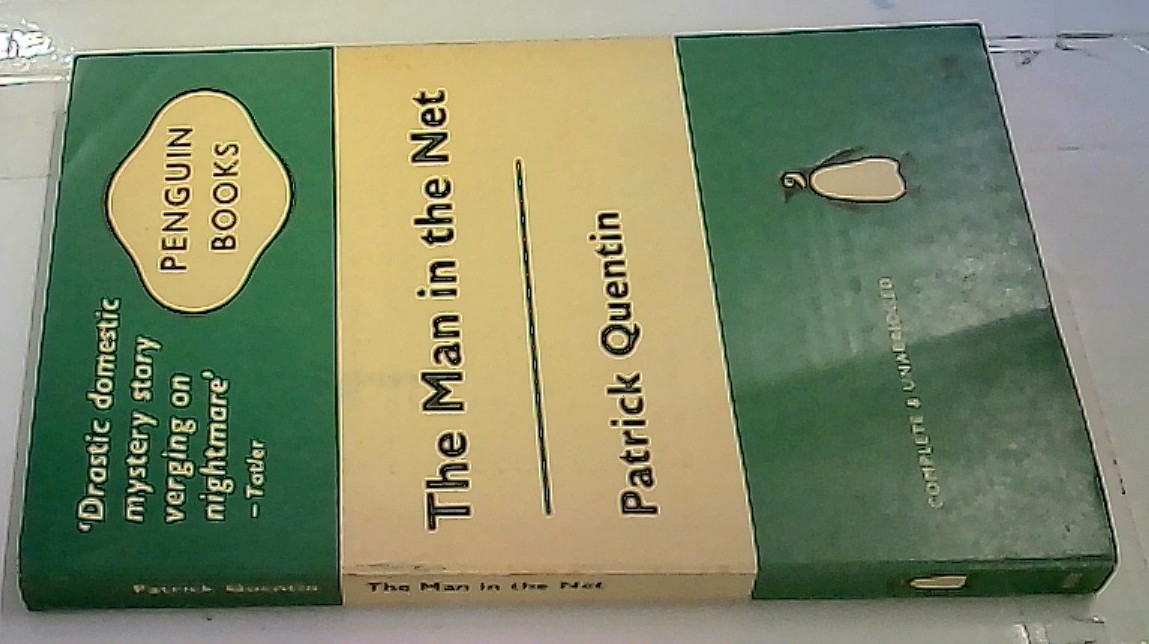 PENGUIN
BOOKS
'Drastic domestic
mystery story
verging on
nightmare'
– Tatler
The Man in the Net
Patrick Quentin
COMPLETE & UNABRIDGED
Patrick Quentin
The Man in the Net